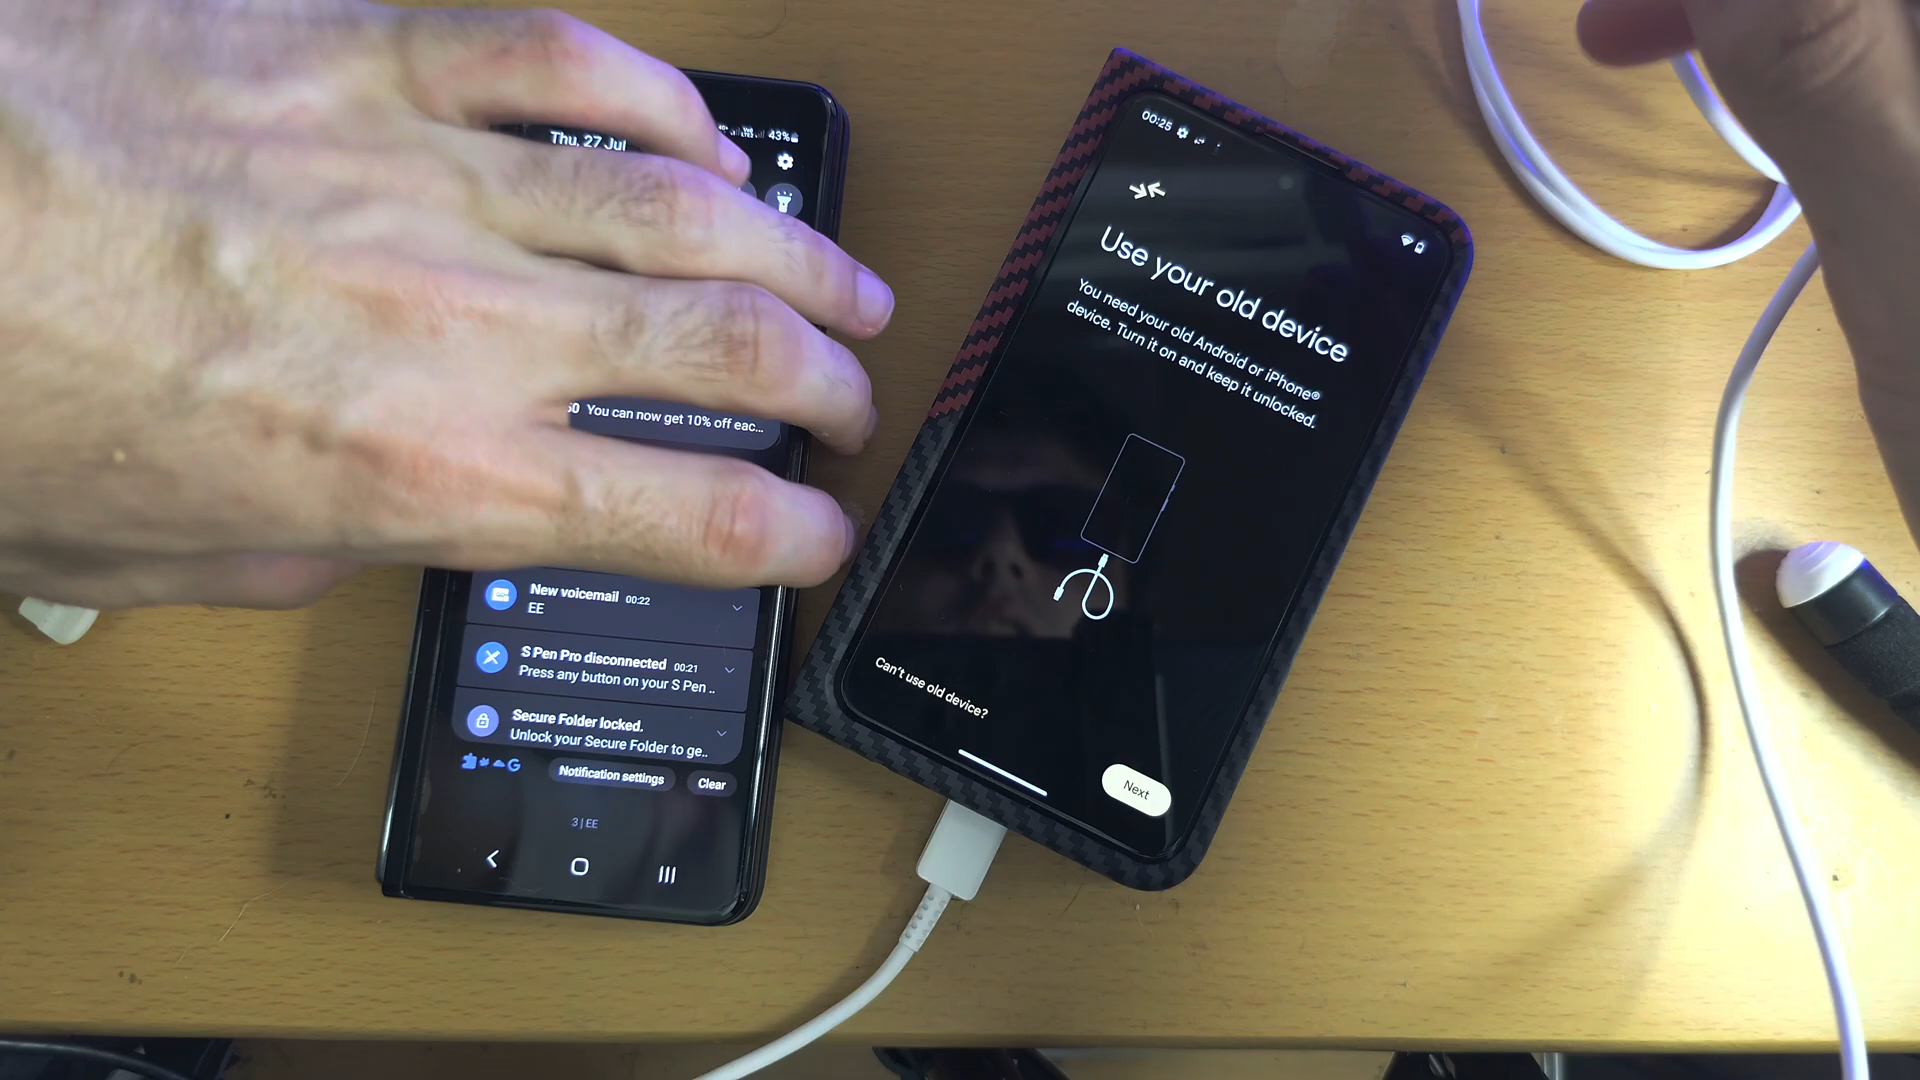 Thu, 27 Jul
43%
You can now get 10% off eac...
New voicemail 00:22
EE
S Pen Pro disconnected 00:21
Press any button on your S Pen ..
Secure Folder locked.
Unlock your Secure Folder to ge..
Notification settings
Clear
3 | EE
00:25
Use your old device
You need your old Android or iPhone®
device. Turn it on and keep it unlocked.
Can't use old device?
Next